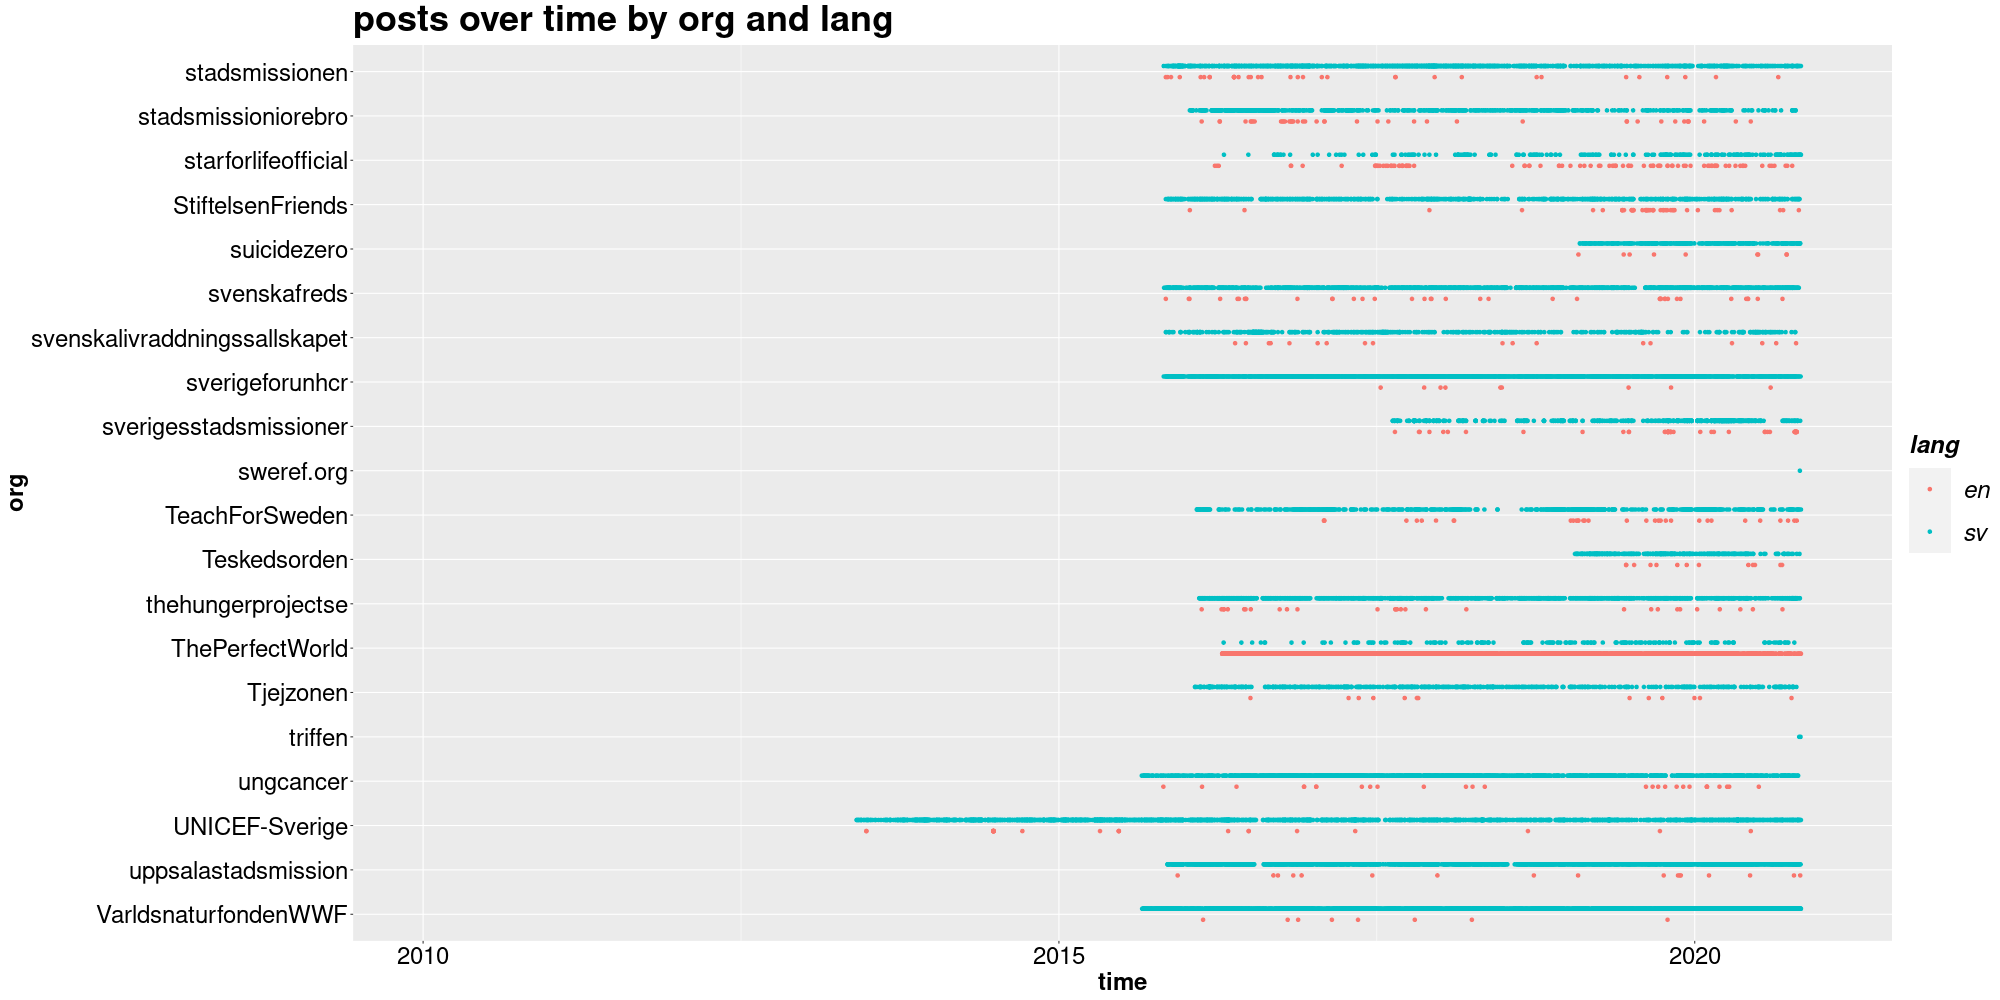 posts over time by org and lang
stadsmissionen
stadsmissioniorebro
starforlifeofficial
StiftelsenFriends
suicidezero
svenskafreds
svenskalivraddningssallskapet
sverigeforunhcr
sverigesstadsmissioner
sweref.org
TeachForSweden
Teskedsorden
thehungerprojectse
ThePerfectWorld
Tjejzonen
triffen
ungcancer
UNICEF-Sverige
uppsalastadsmission
VarldsnaturfondenWWF
org
2010 2015 2020
time
lang
en
sv